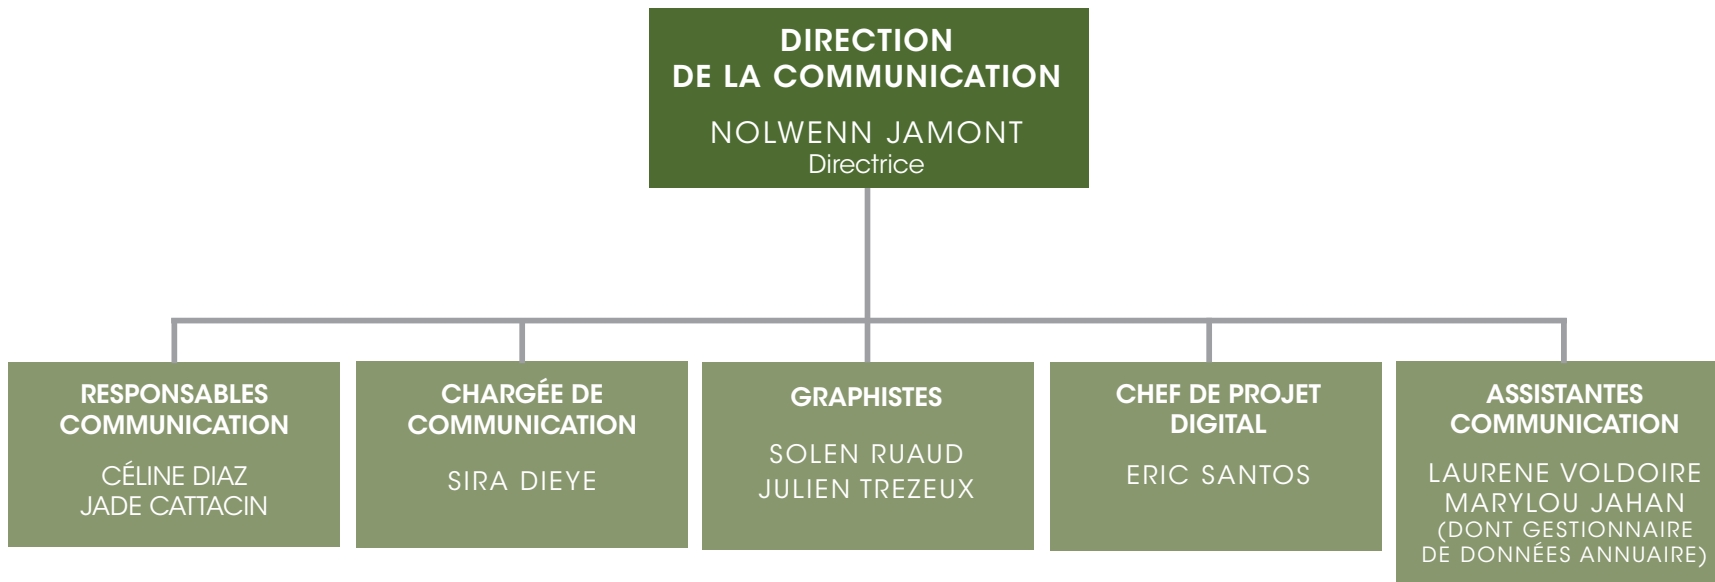 DIRECTION
DE LA COMMUNICATION
NOLWENN JAMONT
Directrice
RESPONSABLES
COMMUNICATION
CÉLINE DIAZ
JADE CATTACIN
CHARGÉE DE
COMMUNICATION
SIRA DIEYE
GRAPHISTES
SOLEN RUAUD
JULIEN TREZEUX
CHEF DE PROJET
DIGITAL
ERIC SANTOS
ASSISTANTES
COMMUNICATION
LAURENE VOLDOIRE
MARYLOU JAHAN
(DONT GESTIONNAIRE
DE DONNÉES ANNUAIRE)